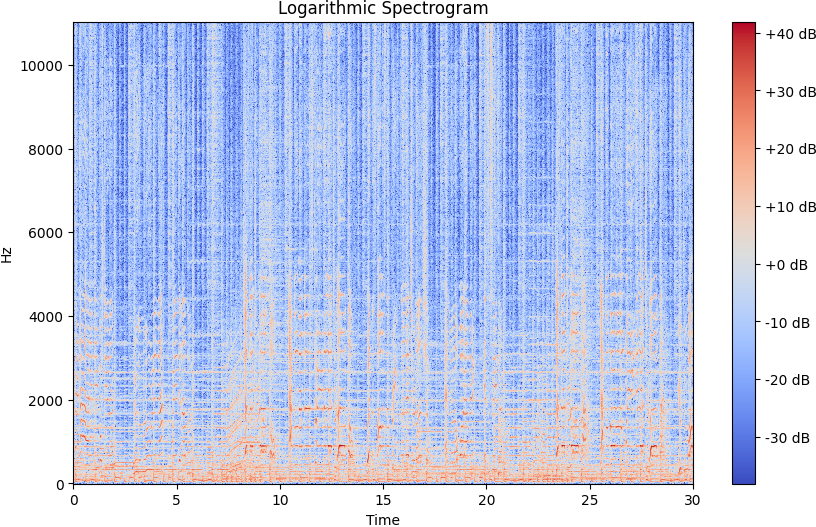 Logarithmic Spectrogram
Hz
10000
8000
6000
4000
2000
0
0 5 10 15 20 25 30
Time
+40 dB
+30 dB
+20 dB
+10 dB
+0 dB
-10 dB
-20 dB
-30 dB